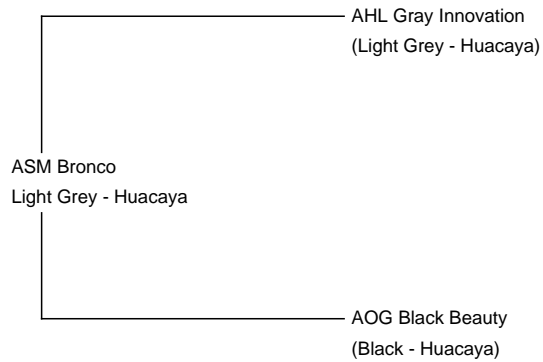 AHL Gray Innovation
(Light Grey - Huacaya)
ASM Bronco
Light Grey - Huacaya
AOG Black Beauty
(Black - Huacaya)